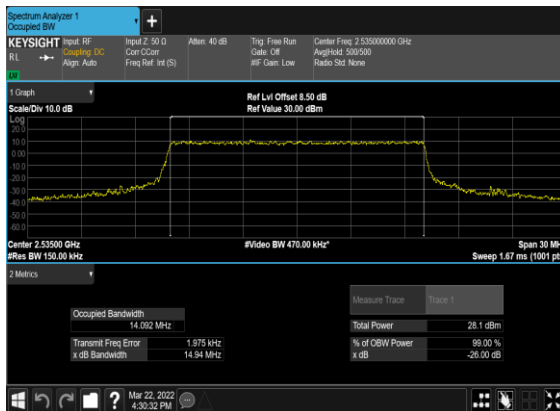 Spectrum Analyzer 1
Occupied BW
KEYSIGHT Input: RF Input Z: 50 Ω Atten: 40 dB Trig: Free Run Center Freq: 2.535000000 GHz
RL Coupling: DC Corr CCorr Gate: Off Avg|Hold: 500/500
Align: Auto Freq Ref: Int (S) #IF Gain: Low Radio Std: None
1 Graph
Ref Lvl Offset 8.50 dB
Scale/Div 10.0 dB Ref Value 30.00 dBm
Log
20.0
10.0
0.00
-10.0
-20.0
-30.0
-40.0
-50.0
-60.0
Center 2.53500 GHz #Video BW 470.00 kHz* Span 30 MH
#Res BW 150.00 kHz Sweep 1.67 ms (1001 pts
2 Metrics
Measure Trace Trace 1
Occupied Bandwidth
14.092 MHz Total Power 28.1 dBm
Transmit Freq Error 1.975 kHz % of OBW Power 99.00 %
x dB Bandwidth 14.94 MHz x dB -26.00 dB
Mar 22, 2022
4:30:32 PM